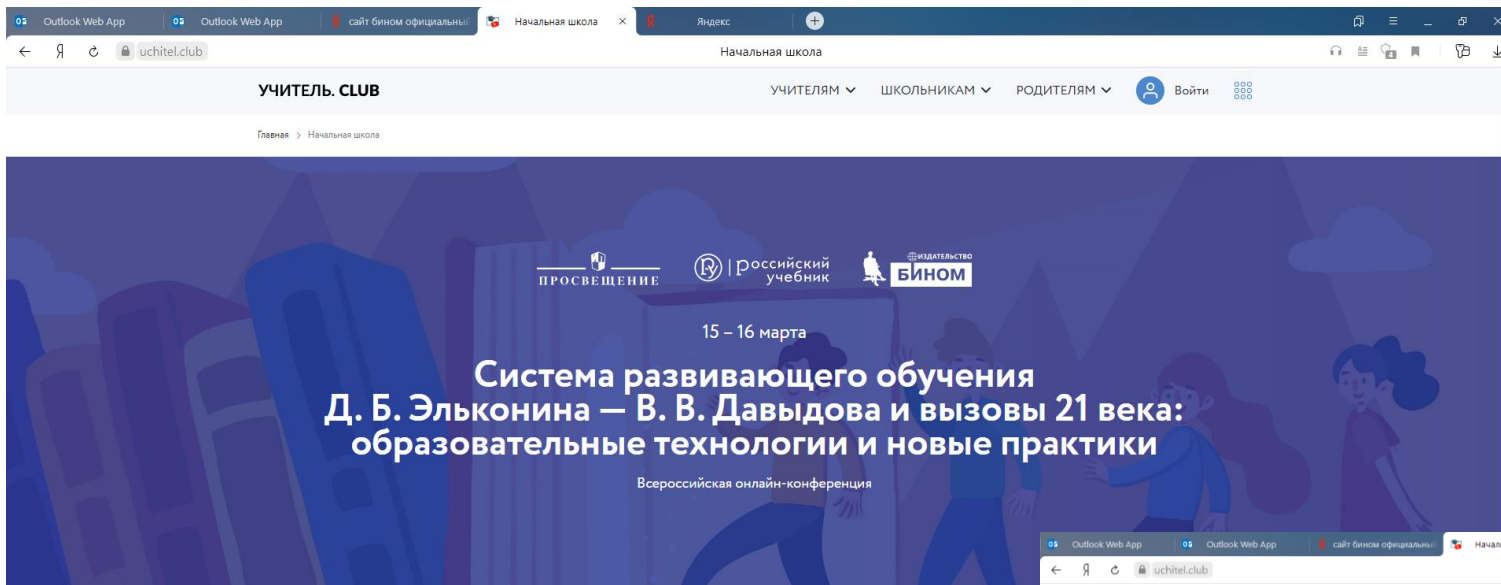 Outlook Web App
Outlook Web App
сайт бином официальный
Начальная школа
Яндекс
uchitel.club
Начальная школа
4
УЧИТЕЛЬ. CLUB
УЧИТЕЛЯМ
ШКОЛЬНИКАМ
РОДИТЕЛЯМ
Войти
Главная > Начальная школа
ПРОСВЕЩЕНИЕ
российский
учебник
ИЗДАТЕЛЬСТВО
БИНОМ
15 – 16 марта
Система развивающего обучения
Д. Б. Эльконина — В. В. Давыдова и вызовы 21 века:
образовательные технологии и новые практики
Всероссийская онлайн-конференция
Outlook Web App
Outlook Web App
сайт бином официальный
Начал
uchitel.club